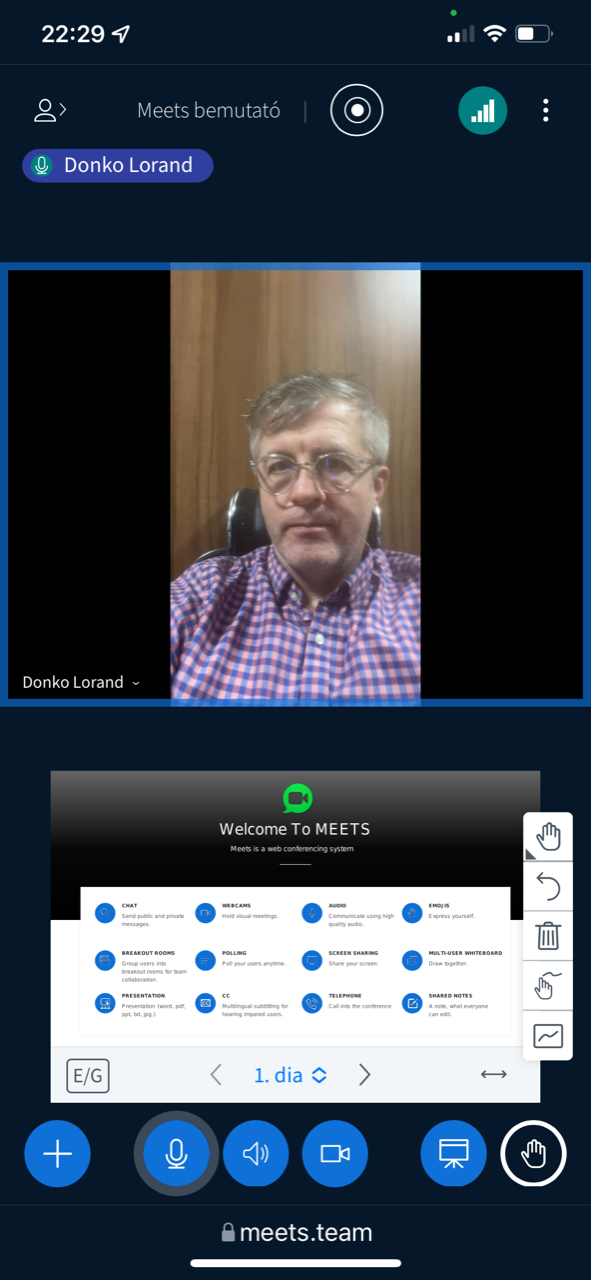 22:29
Meets bemutató
Donko Lorand
Donko Lorand
Welcome To MEETS
Meets is a web conferencing system
CHAT
Send public and private
messages.
WEBCAMS
Hold visual meetings.
AUDIO
Communicate using high
quality audio.
EMOJIS
Express yourself.
BREAKOUT ROOMS
Group users into
breakout rooms for team
collaboration.
POLLING
Poll your users anytime.
SCREEN SHARING
Share your screen.
MULTI-USER WHITEBOARD
Draw together.
PRESENTATION
Presentation (word, pdf,
ppt, txt, jpg,)
CC
Multilingual subtitling for
hearing impared users.
TELEPHONE
Call into the conference
SHARED NOTES
A note, what everyone
can edit.
E/G
1. dia
meets.team